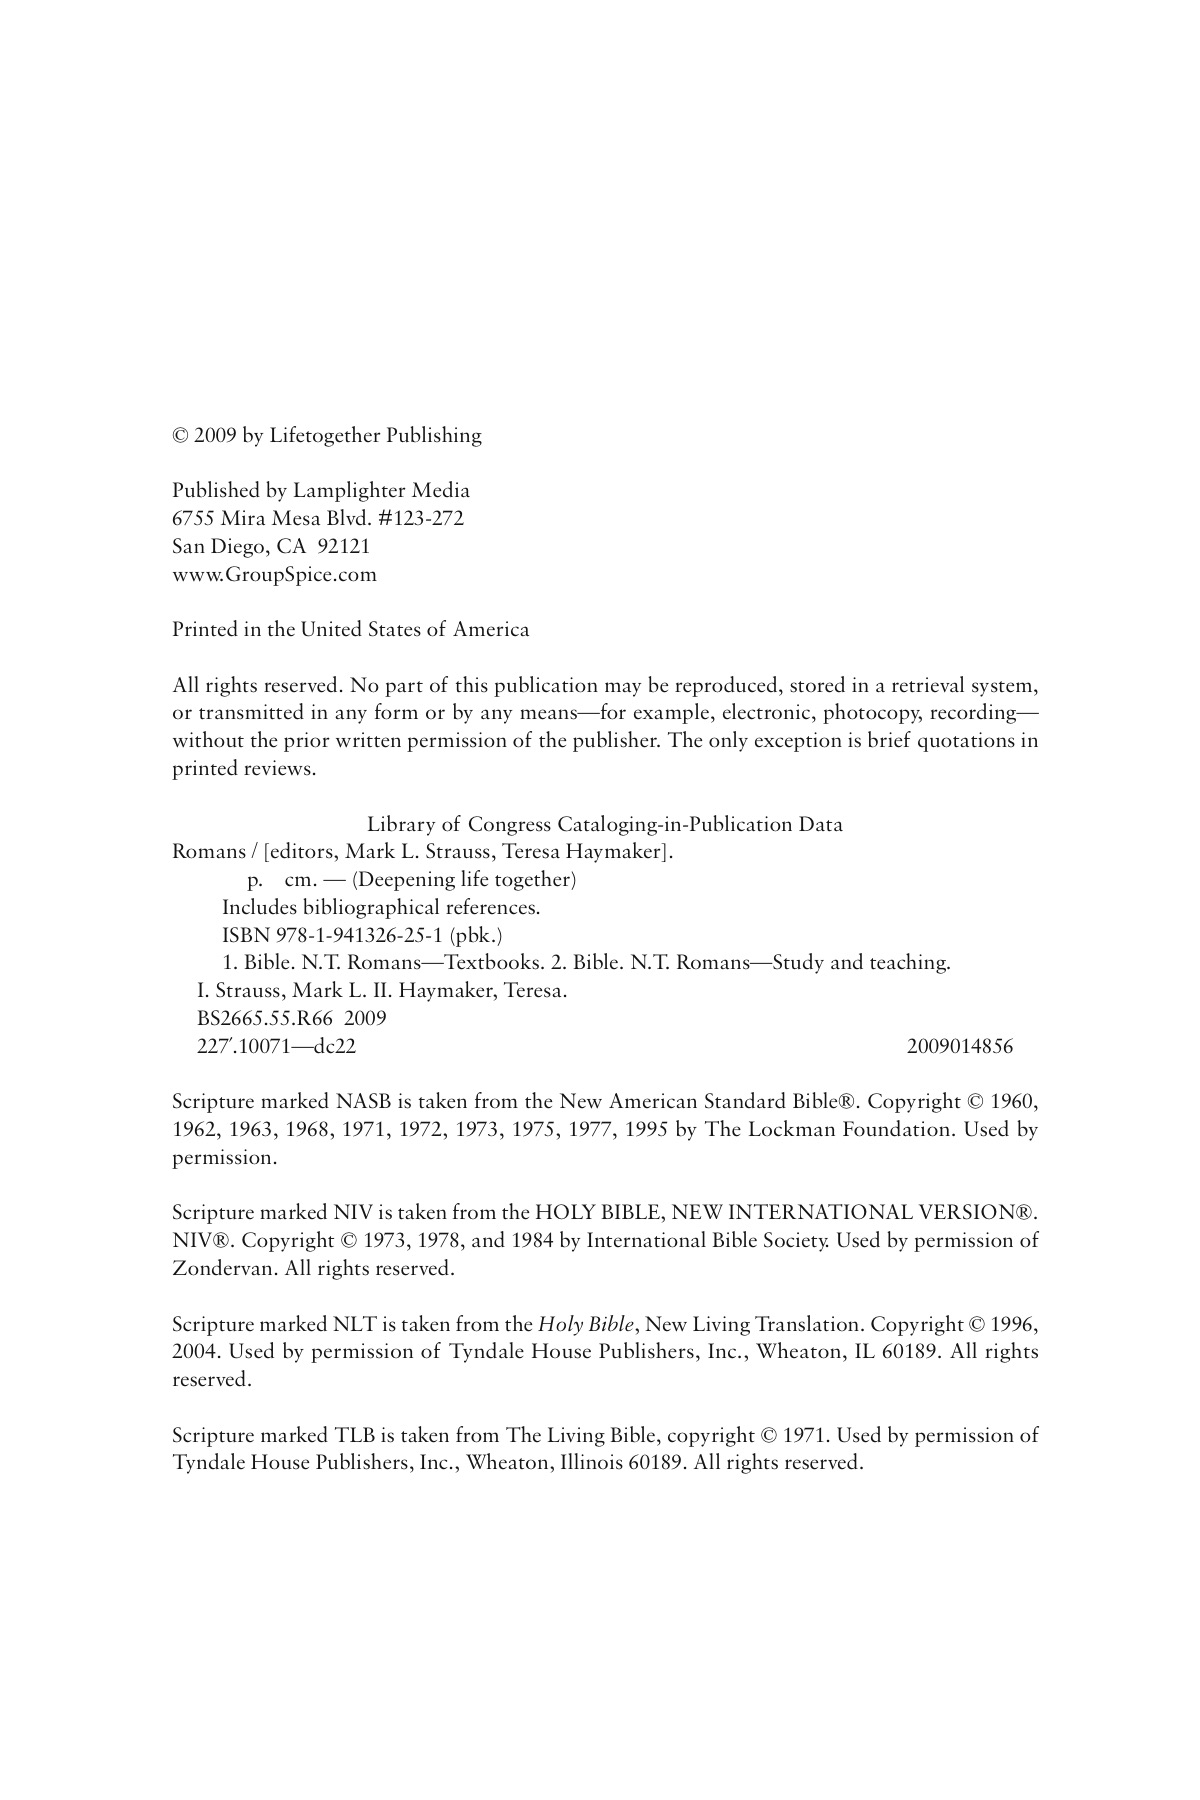 © 2009 by Lifetogether Publishing
Published by Lamplighter Media
6755 Mira Mesa Blvd. #123-272
San Diego, CA  92121
www.GroupSpice.com
Printed in the United States of America
All rights reserved. No part of this publication may be reproduced, stored in a retrieval system,
or transmitted in any form or by any means—for example, electronic, photocopy, recording—
without the prior written permission of the publisher. The only exception is brief quotations in
printed reviews.
Library of Congress Cataloging-in-Publication Data
Romans / [editors, Mark L. Strauss, Teresa Haymaker].
p.    cm. — (Deepening life together)
Includes bibliographical references.
ISBN 978-1-941326-25-1 (pbk.)
1. Bible. N.T. Romans—Textbooks. 2. Bible. N.T. Romans—Study and teaching.
I. Strauss, Mark L. II. Haymaker, Teresa.
BS2665.55.R66  2009
227′.10071—dc22 2009014856
Scripture marked NASB is taken from the New American Standard Bible®. Copyright © 1960,
1962, 1963, 1968, 1971, 1972, 1973, 1975, 1977, 1995 by The Lockman Foundation. Used by
permission.
Scripture marked NIV is taken from the HOLY BIBLE, NEW INTERNATIONAL VERSION®.
NIV®. Copyright © 1973, 1978, and 1984 by International Bible Society. Used by permission of
Zondervan. All rights reserved.
Scripture marked NLT is taken from the Holy Bible, New Living Translation. Copyright © 1996,
2004. Used by permission of Tyndale House Publishers, Inc., Wheaton, IL 60189. All rights
reserved.
Scripture marked TLB is taken from The Living Bible, copyright © 1971. Used by permission of
Tyndale House Publishers, Inc., Wheaton, Illinois 60189. All rights reserved.